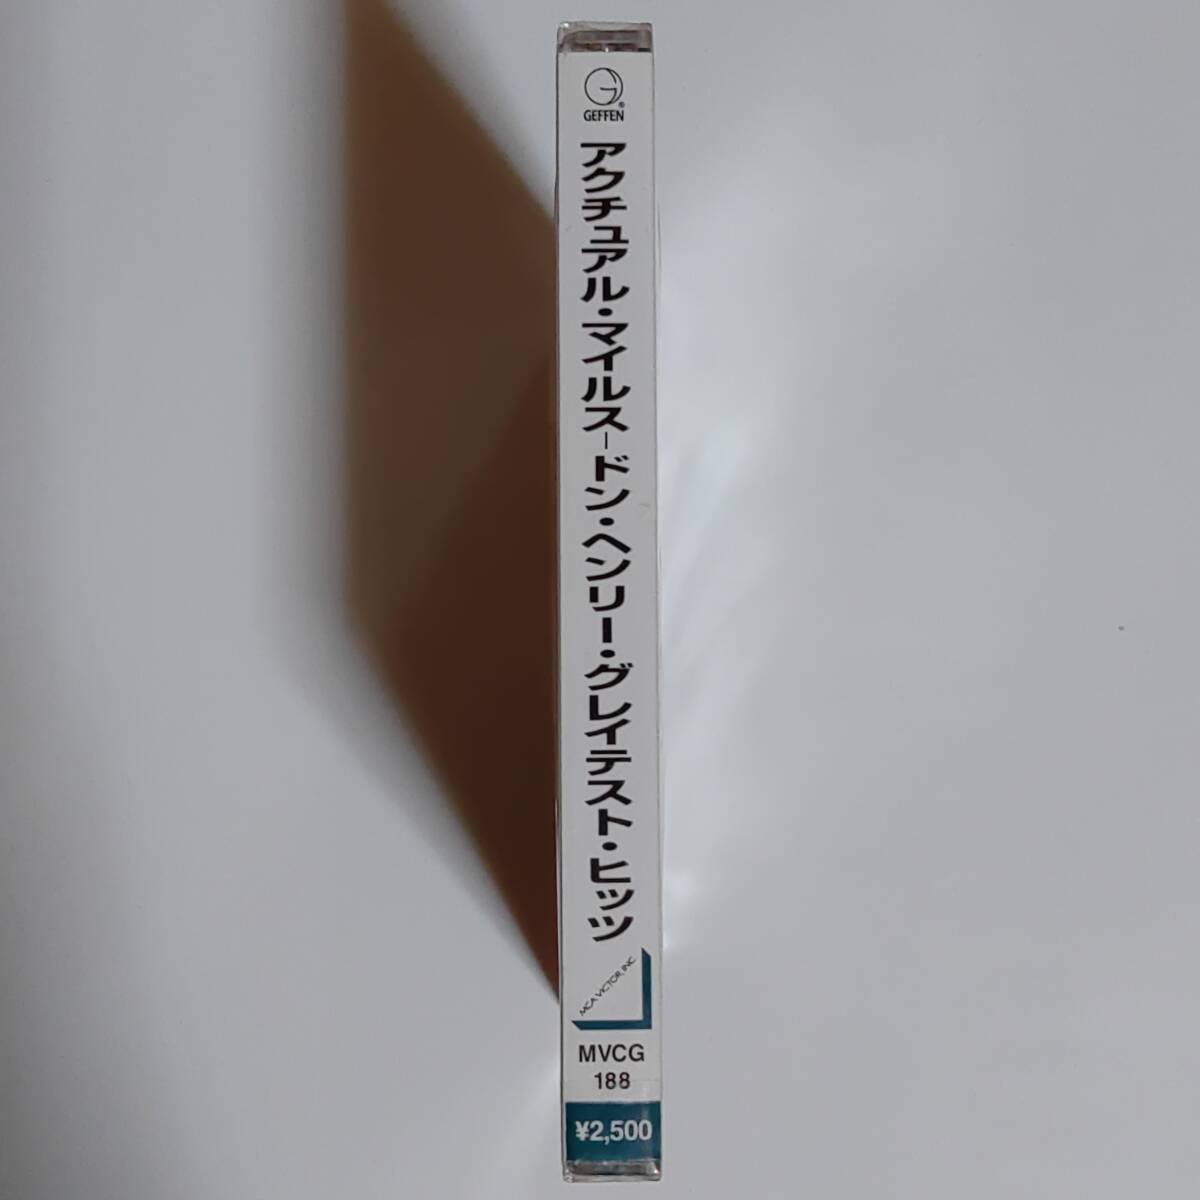 G®
GEFFEN
アクチュアル・マイルス－ドン・ヘンリー・グレイテスト・ヒッツ
MCA VICTOR, INC
MVCG
188
¥2,500